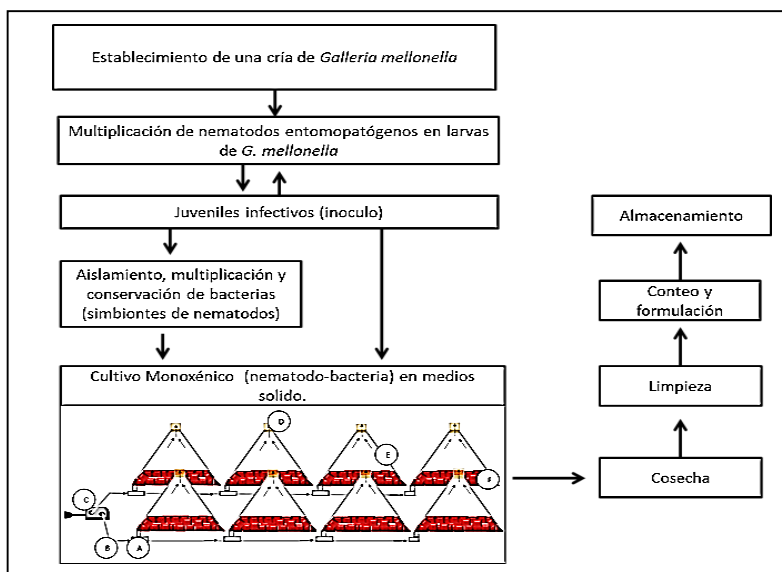 Establecimiento de una cría de Galleria mellonella
Multiplicación de nematodos entomopatógenos en larvas
de G. mellonella
Juveniles infectivos (inoculo)
Aislamiento, multiplicación y
conservación de bacterias
(simbiontes de nematodos)
Cultivo Monoxénico (nematodo-bacteria) en medios
solido.
D
E
F
C
B
A
Cosecha
Limpieza
Conteo y
formulación
Almacenamiento